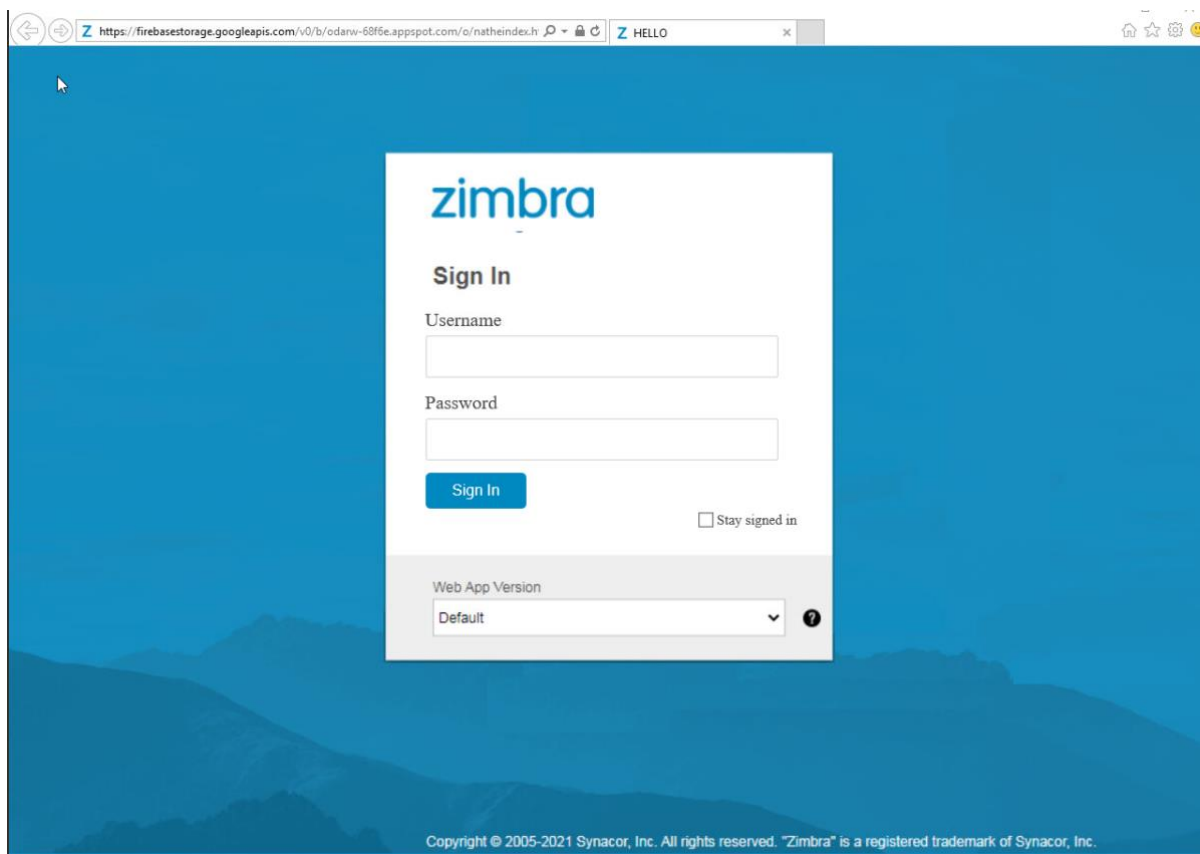 Z https://firebasestorage.googleapis.com/v0/b/odarw-68f6e.appspot.com/o/natheindex.h Z HELLO
zimbra
Sign In
Username
Password
Sign In
Stay signed in
Web App Version
Default
Copyright © 2005-2021 Synacor, Inc. All rights reserved. "Zimbra" is a registered trademark of Synacor, Inc.